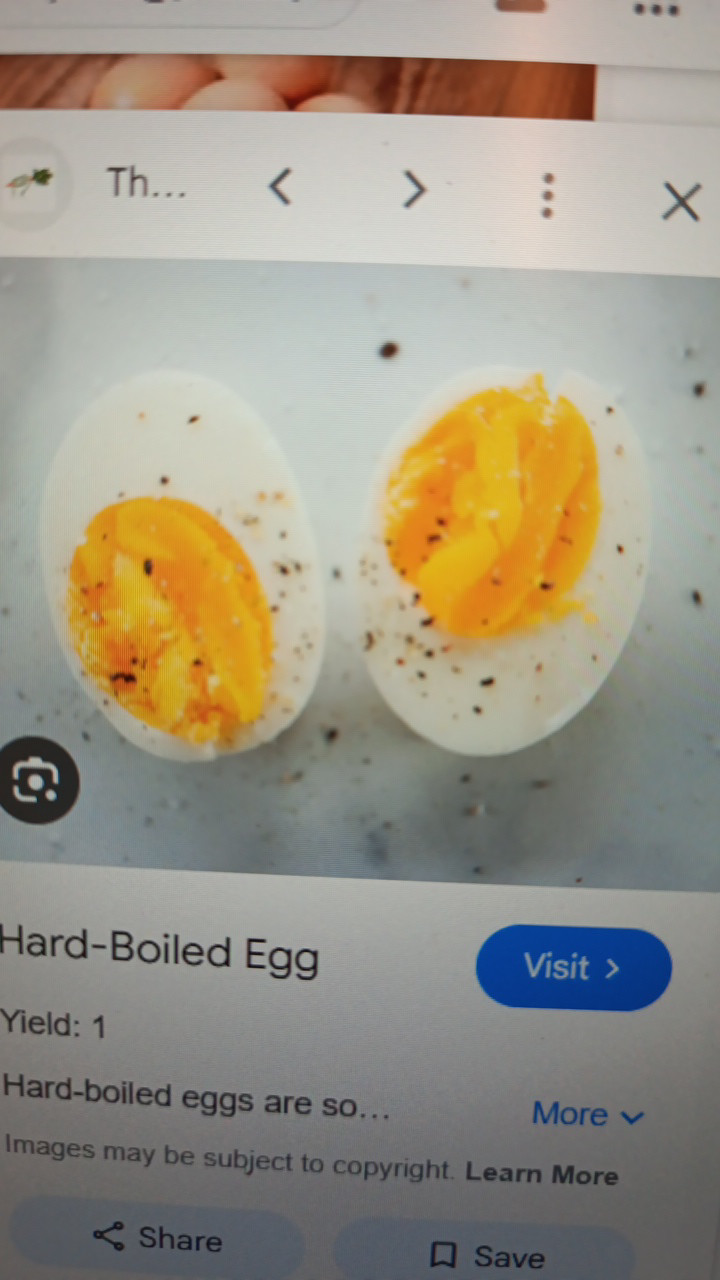 Th...
Hard-Boiled Egg
Visit >
Yield: 1
Hard-boiled eggs are so...
More
Images may be subject to copyright. Learn More
Share
Save